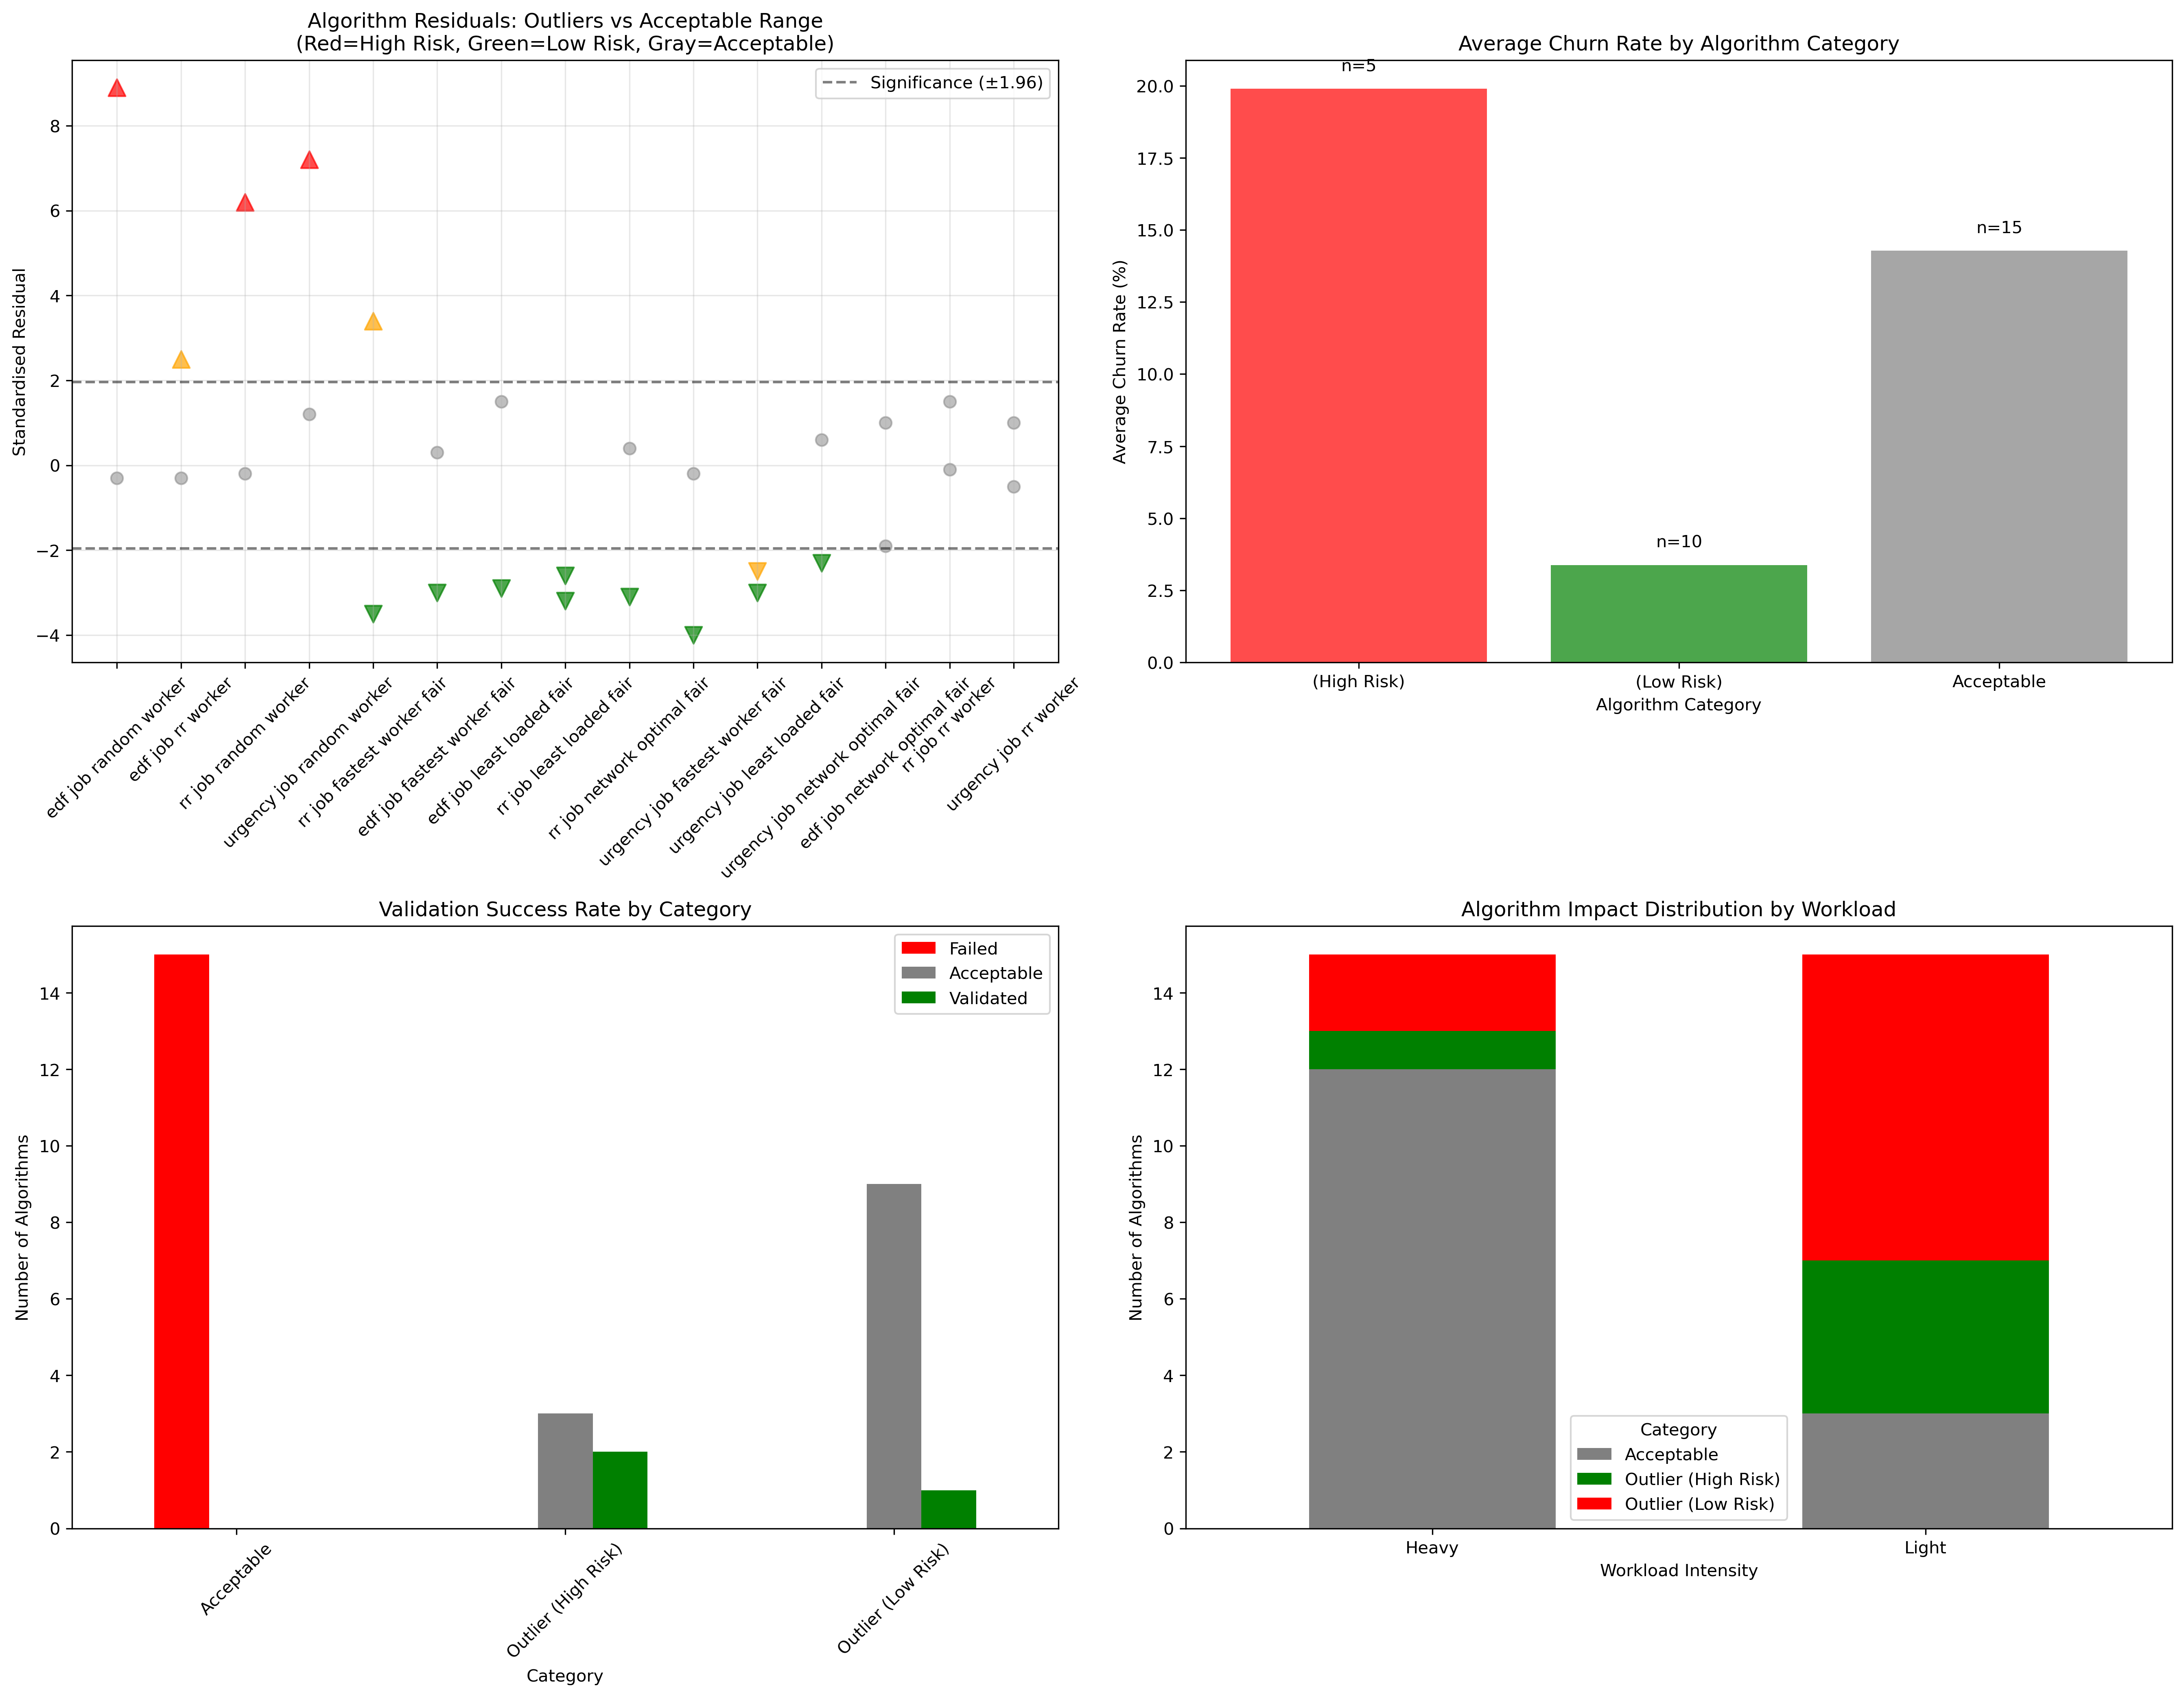 Algorithm Residuals: Outliers vs Acceptable Range
(Red=High Risk, Green=Low Risk, Gray=Acceptable)
Significance (±1.96)
Standardised Residual
8
6
4
2
0
−2
−4
edf job random worker
edf job rr worker
rr job random worker
urgency job random worker
rr job fastest worker fair
edf job fastest worker fair
edf job least loaded fair
rr job least loaded fair
rr job network optimal fair
urgency job fastest worker fair
urgency job least loaded fair
urgency job network optimal fair
edf job network optimal fair
rr job rr worker
urgency job rr worker
Average Churn Rate by Algorithm Category
n=5
n=10
n=15
Average Churn Rate (%)
20.0
17.5
15.0
12.5
10.0
7.5
5.0
2.5
0.0
(High Risk)
(Low Risk)
Acceptable
Algorithm Category
Validation Success Rate by Category
Failed
Acceptable
Validated
Number of Algorithms
14
12
10
8
6
4
2
0
Acceptable
Outlier (High Risk)
Outlier (Low Risk)
Category
Algorithm Impact Distribution by Workload
Number of Algorithms
14
12
10
8
6
4
2
0
Category
Acceptable
Outlier (High Risk)
Outlier (Low Risk)
Heavy
Light
Workload Intensity